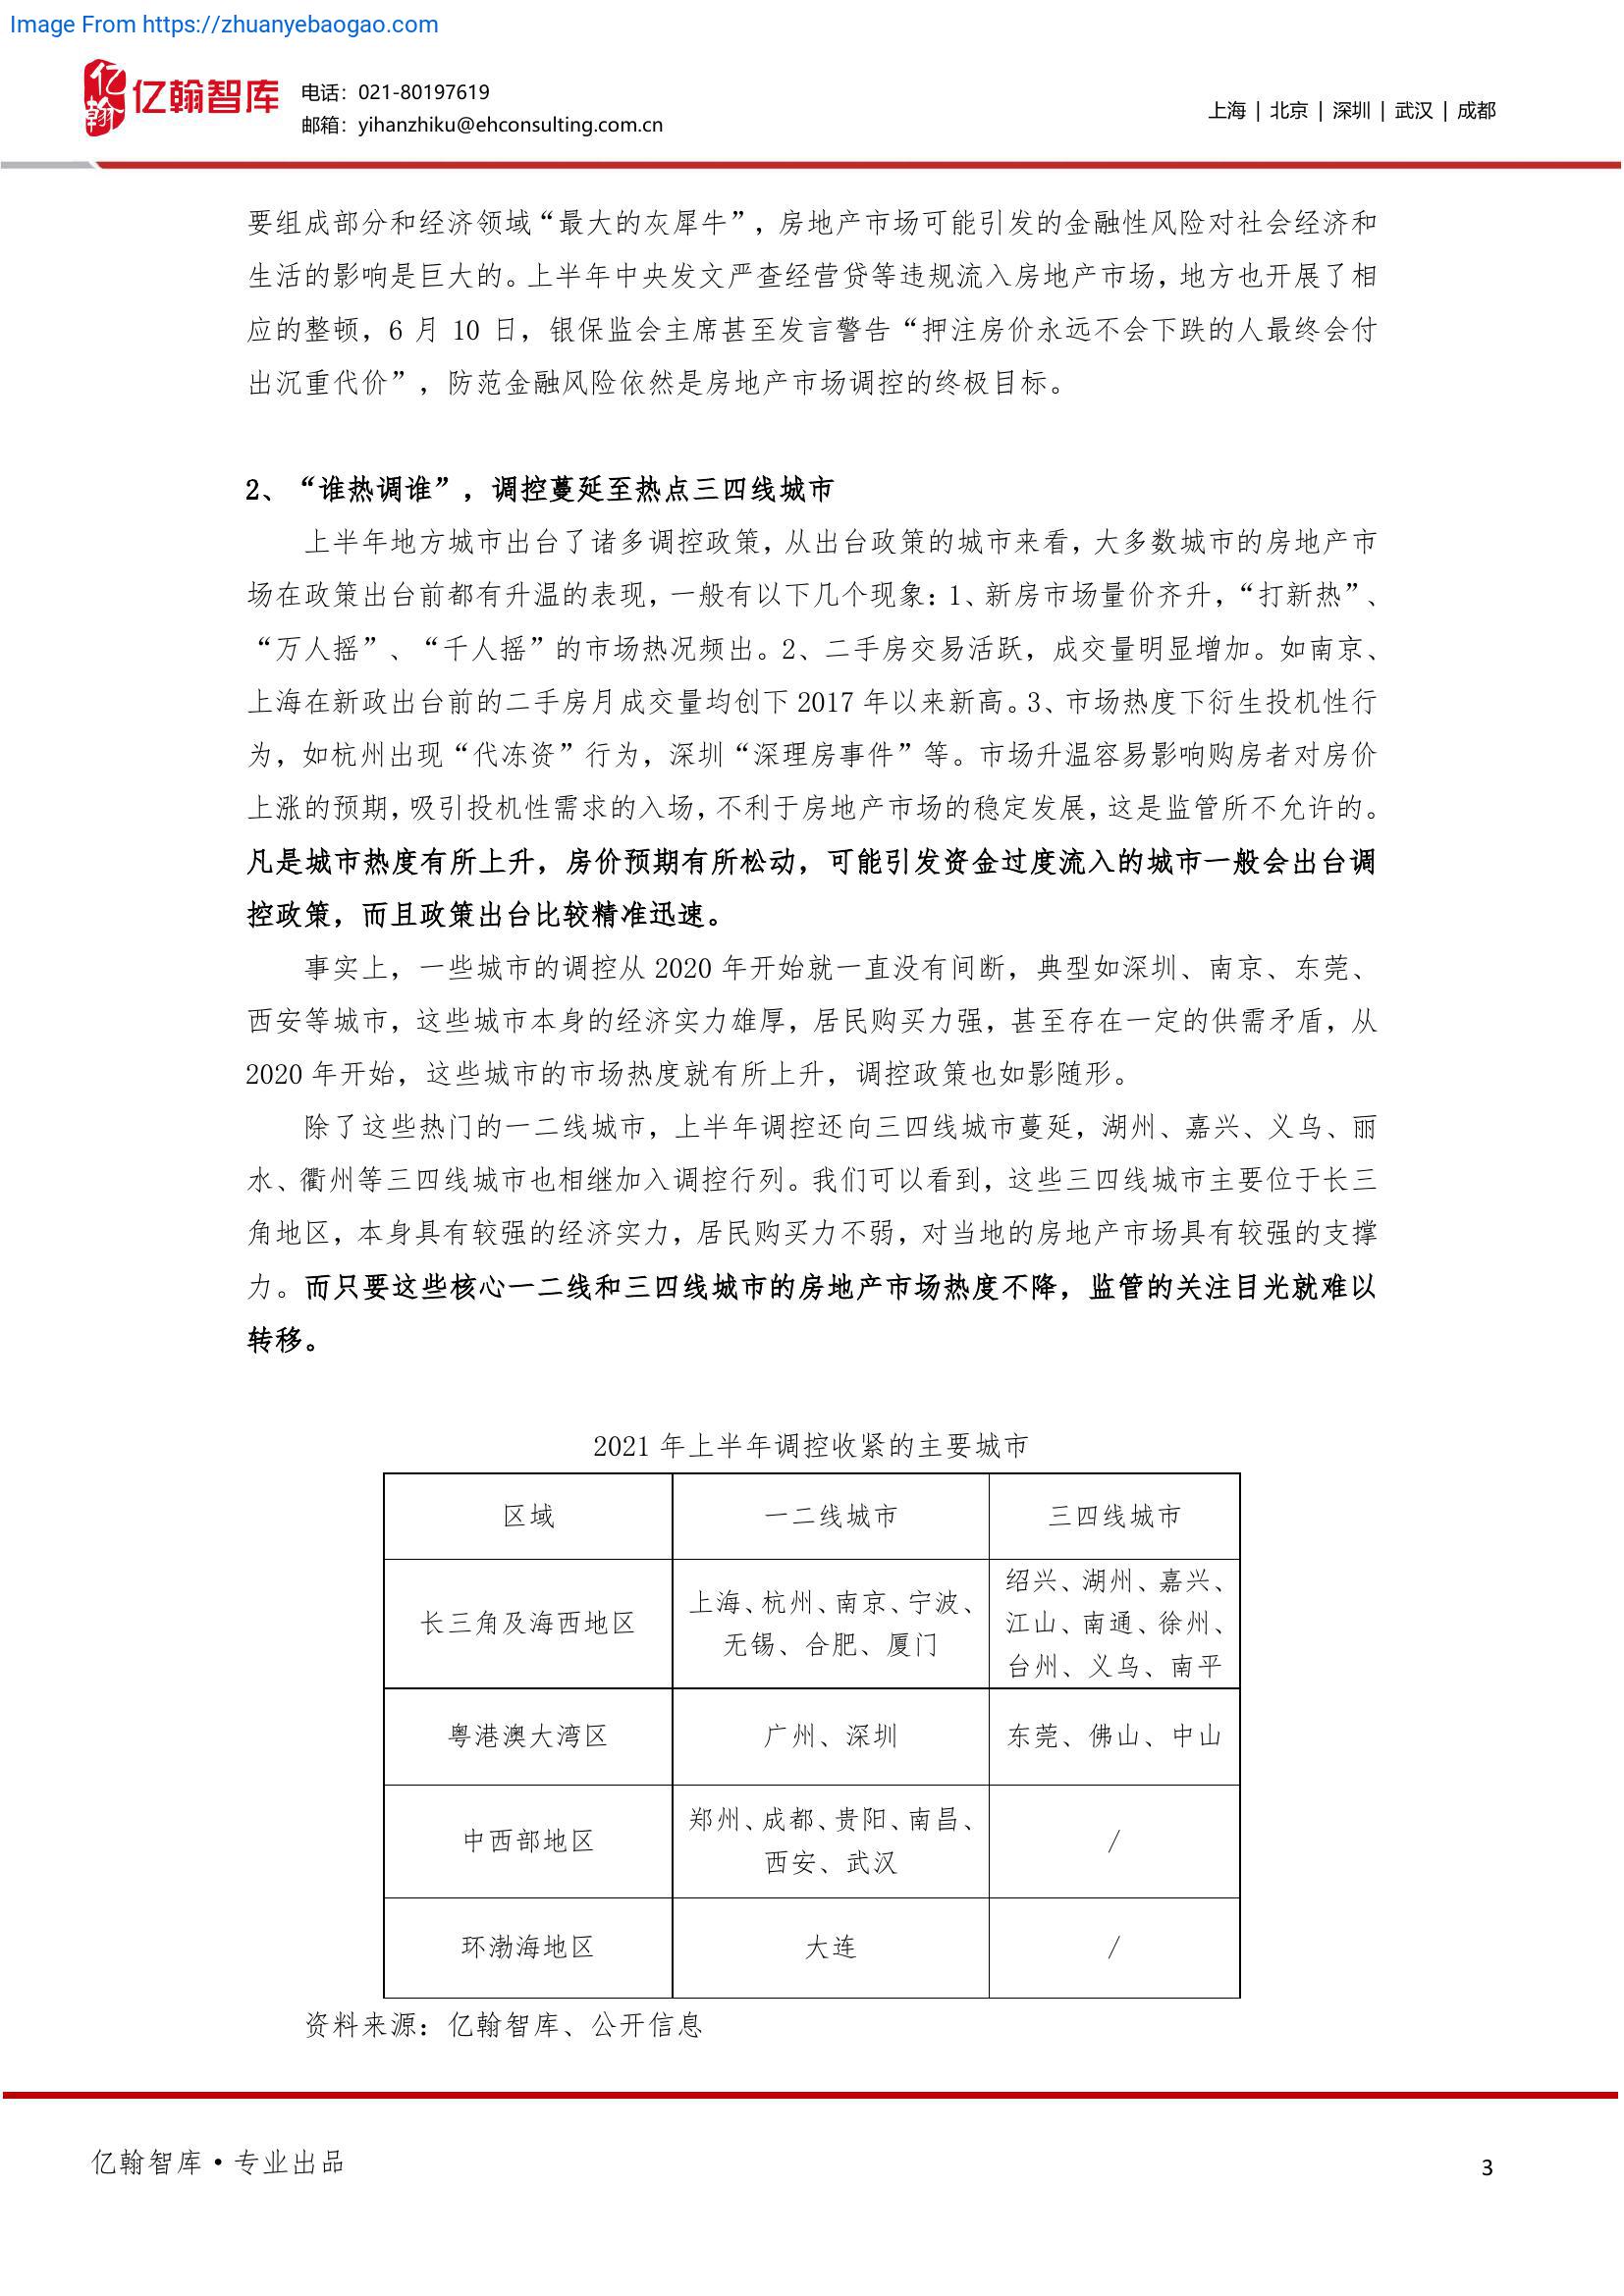 Image From https://zhuanyebaogao.com
亿翰
亿翰智库
电话：021-80197619
邮箱：yihanzhiku@ehconsulting.com.cn
上海 | 北京 | 深圳 | 武汉 | 成都
要组成部分和经济领域“最大的灰犀牛”，房地产市场可能引发的金融性风险对社会经济和
生活的影响是巨大的。上半年中央发文严查经营贷等违规流入房地产市场，地方也开展了相
应的整顿，6 月 10 日，银保监会主席甚至发言警告“押注房价永远不会下跌的人最终会付
出沉重代价”，防范金融风险依然是房地产市场调控的终极目标。
2、“谁热调谁”，调控蔓延至热点三四线城市
上半年地方城市出台了诸多调控政策，从出台政策的城市来看，大多数城市的房地产市
场在政策出台前都有升温的表现，一般有以下几个现象：1、新房市场量价齐升，“打新热”、
“万人摇”、“千人摇”的市场热况频出。2、二手房交易活跃，成交量明显增加。如南京、
上海在新政出台前的二手房月成交量均创下 2017 年以来新高。3、市场热度下衍生投机性行
为，如杭州出现“代冻资”行为，深圳“深理房事件”等。市场升温容易影响购房者对房价
上涨的预期，吸引投机性需求的入场，不利于房地产市场的稳定发展，这是监管所不允许的。
凡是城市热度有所上升，房价预期有所松动，可能引发资金过度流入的城市一般会出台调
控政策，而且政策出台比较精准迅速。
事实上，一些城市的调控从 2020 年开始就一直没有间断，典型如深圳、南京、东莞、
西安等城市，这些城市本身的经济实力雄厚，居民购买力强，甚至存在一定的供需矛盾，从
2020 年开始，这些城市的市场热度就有所上升，调控政策也如影随形。
除了这些热门的一二线城市，上半年调控还向三四线城市蔓延，湖州、嘉兴、义乌、丽
水、衢州等三四线城市也相继加入调控行列。我们可以看到，这些三四线城市主要位于长三
角地区，本身具有较强的经济实力，居民购买力不弱，对当地的房地产市场具有较强的支撑
力。而只要这些核心一二线和三四线城市的房地产市场热度不降，监管的关注目光就难以
转移。
2021 年上半年调控收紧的主要城市
区域 一二线城市 三四线城市
长三角及海西地区
上海、杭州、南京、宁波、
无锡、合肥、厦门
绍兴、湖州、嘉兴、
江山、南通、徐州、
台州、义乌、南平
粤港澳大湾区 广州、深圳 东莞、佛山、中山
中西部地区
郑州、成都、贵阳、南昌、
西安、武汉
/
环渤海地区 大连 /
资料来源：亿翰智库、公开信息
亿翰智库•专业出品
3